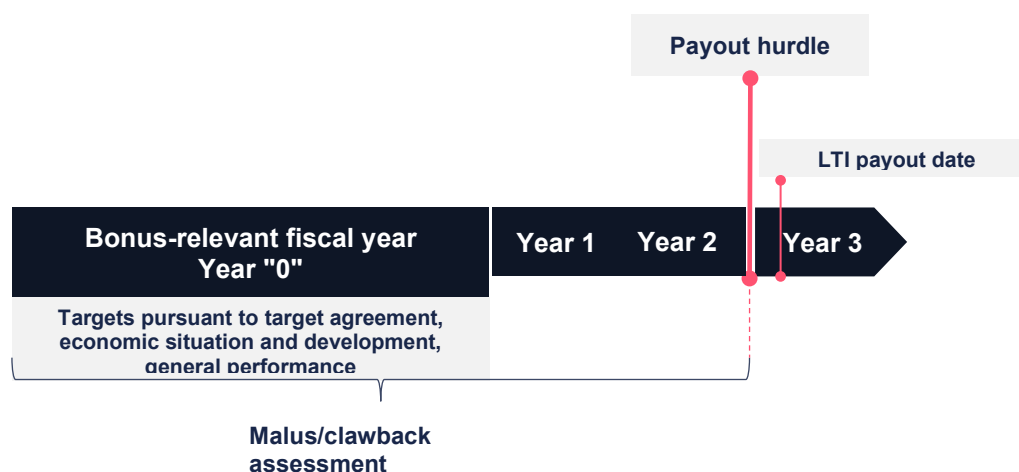 Payout hurdle
LTI payout date
Bonus-relevant fiscal year
Year "0"
Year 1
Year 2
Year 3
Targets pursuant to target agreement,
economic situation and development,
general performance
Malus/clawback
assessment